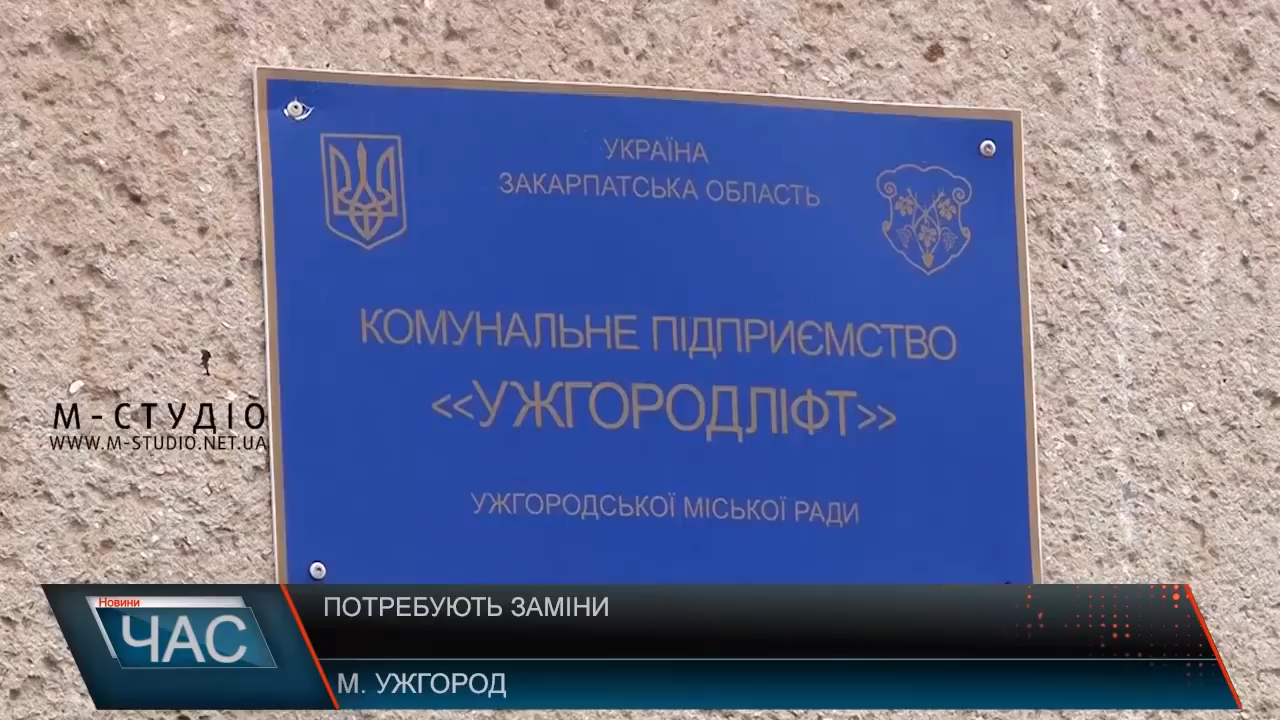 УКРАЇНА
ЗАКАРПАТСЬКА ОБЛАСТЬ
КОМУНАЛЬНЕ ПІДПРИЄМСТВО
<<УЖГОРОДЛІФТ>>
УЖГОРОДСЬКОЇ МІСЬКОЇ РАДИ
М-СТУДІО
WWW.M-STUDIO.NET.UA
Новини
ЧАС
ПОТРЕБУЮТЬ ЗАМІНИ
М. УЖГОРОД